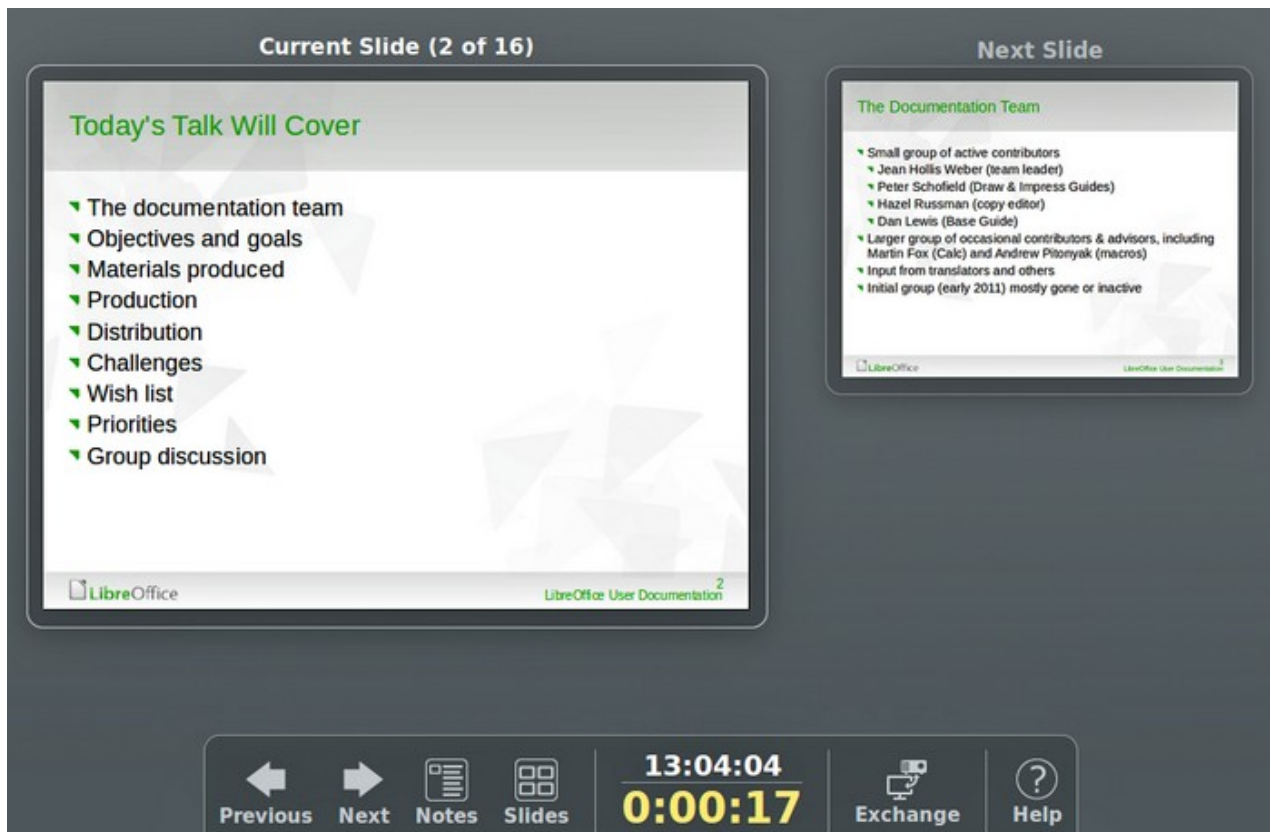 Current Slide (2 of 16)
Today's Talk Will Cover
The documentation team
Objectives and goals
Materials produced
Production
Distribution
Challenges
Wish list
Priorities
Group discussion
LibreOffice
2
LibreOffice User Documentation
Next Slide
The Documentation Team
Small group of active contributors
Jean Hollis Weber (team leader)
Peter Schofield (Draw & Impress Guides)
Hazel Russman (copy editor)
Dan Lewis (Base Guide)
Larger group of occasional contributors & advisors, including
Martin Fox (Calc) and Andrew Pitonyak (macros)
Input from translators and others
Initial group (early 2011) mostly gone or inactive
LibreOffice
3
LibreOffice User Documentation
Previous
Next
Notes
Slides
13:04:04
0:00:17
Exchange
?
Help